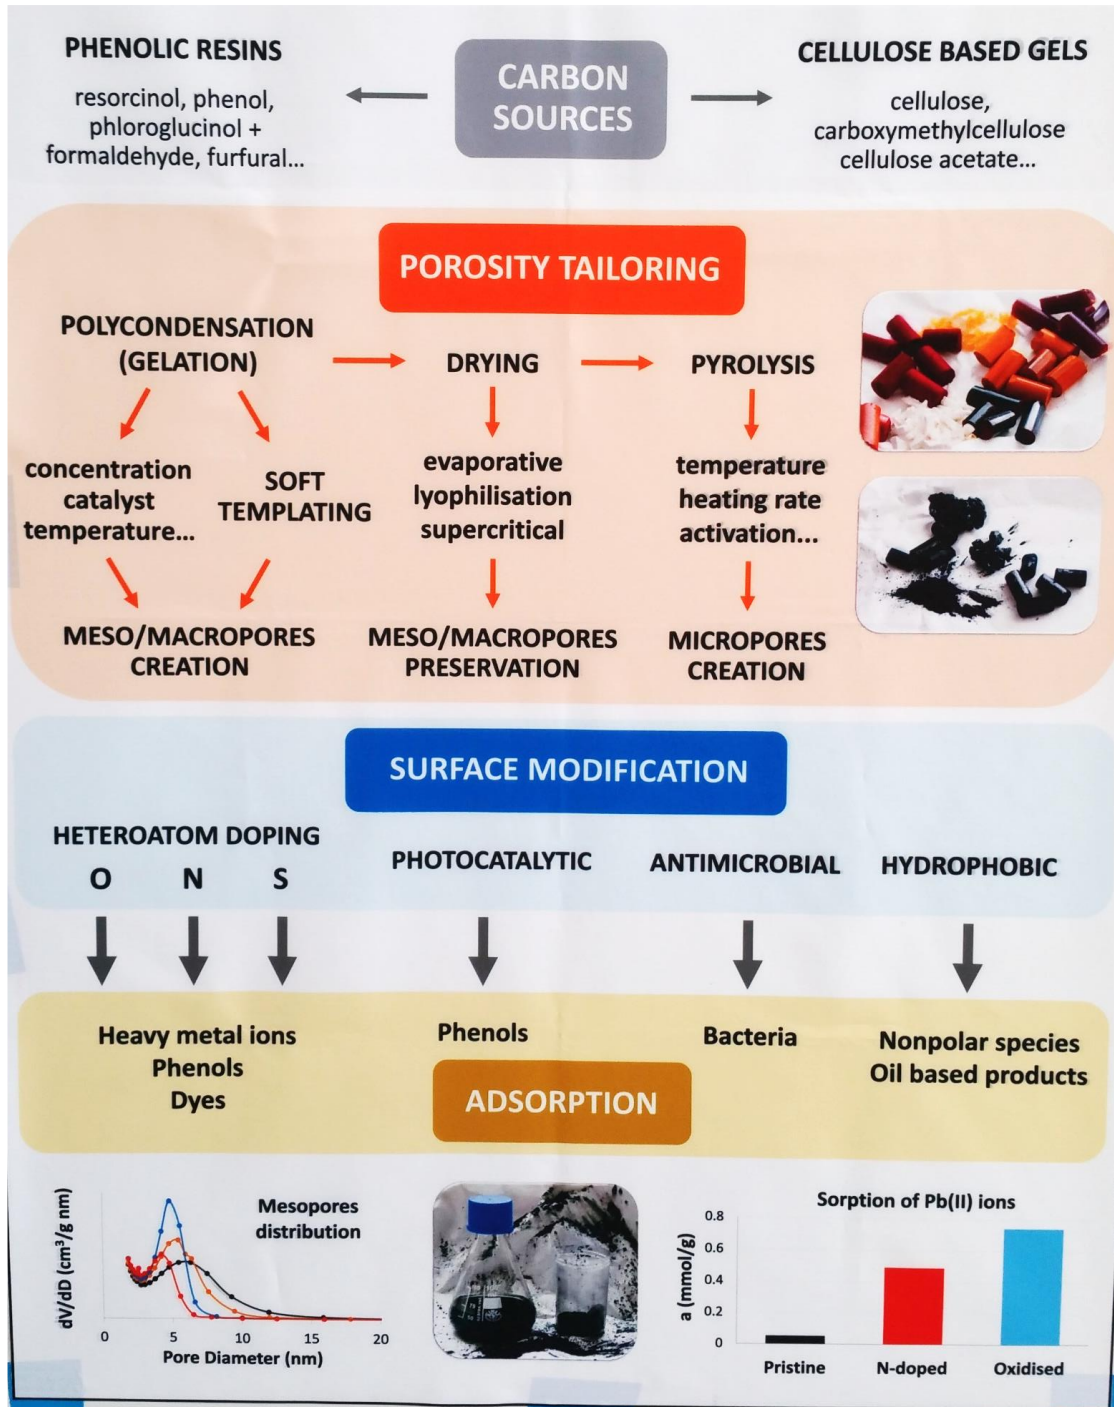 PHENOLIC RESINS
resorcinol, phenol,
phloroglucinol +
formaldehyde, furfural...
CARBON
SOURCES
CELLULOSE BASED GELS
cellulose,
carboxymethylcellulose
cellulose acetate...
POROSITY TAILORING
POLYCONDENSATION
(GELATION)
DRYING
PYROLYSIS
concentration
catalyst
temperature...
SOFT
TEMPLATING
evaporative
lyophilisation
supercritical
temperature
heating rate
activation...
MESO/MACROPORES
CREATION
MESO/MACROPORES
PRESERVATION
MICROPORES
CREATION
SURFACE MODIFICATION
HETEROATOM DOPING
O N S
PHOTOCATALYTIC
ANTIMICROBIAL
HYDROPHOBIC
Heavy metal ions
Phenols
Dyes
Phenols
Bacteria
Nonpolar species
Oil based products
ADSORPTION
Mesopores
distribution
dV/dD (cm³/g nm)
0 5 10 15 20
Pore Diameter (nm)
Sorption of Pb(II) ions
a (mmol/g)
0.8
0.6
0.4
0.2
0
Pristine N-doped Oxidised